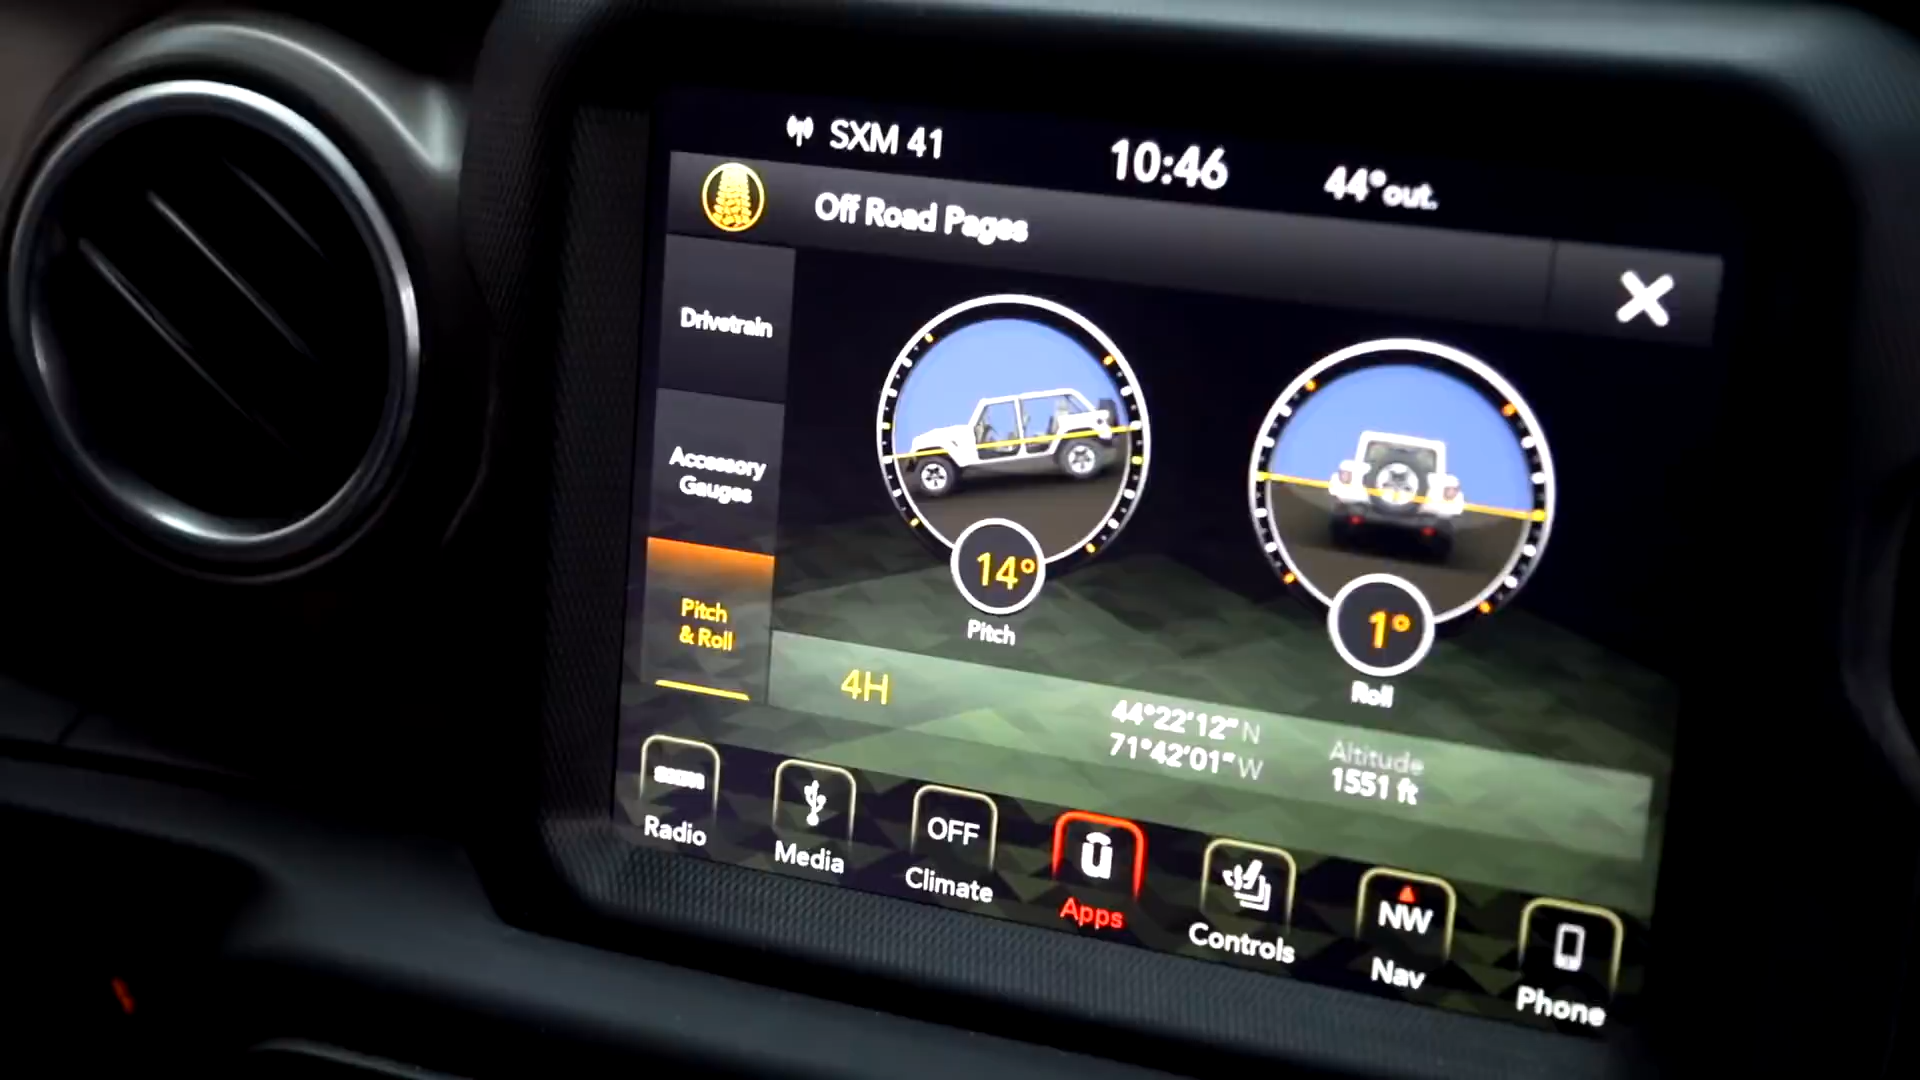 SXM 41
10:46
44°out.
Off Road Pages
Drivetrain
Accessory
Gauges
Pitch
& Roll
14°
Pitch
1°
Roll
4H
44°22'12"N
71°42'01"W
Altitude
1551 ft
Radio
Media
OFF
Climate
Apps
Controls
NW
Nav
Phone